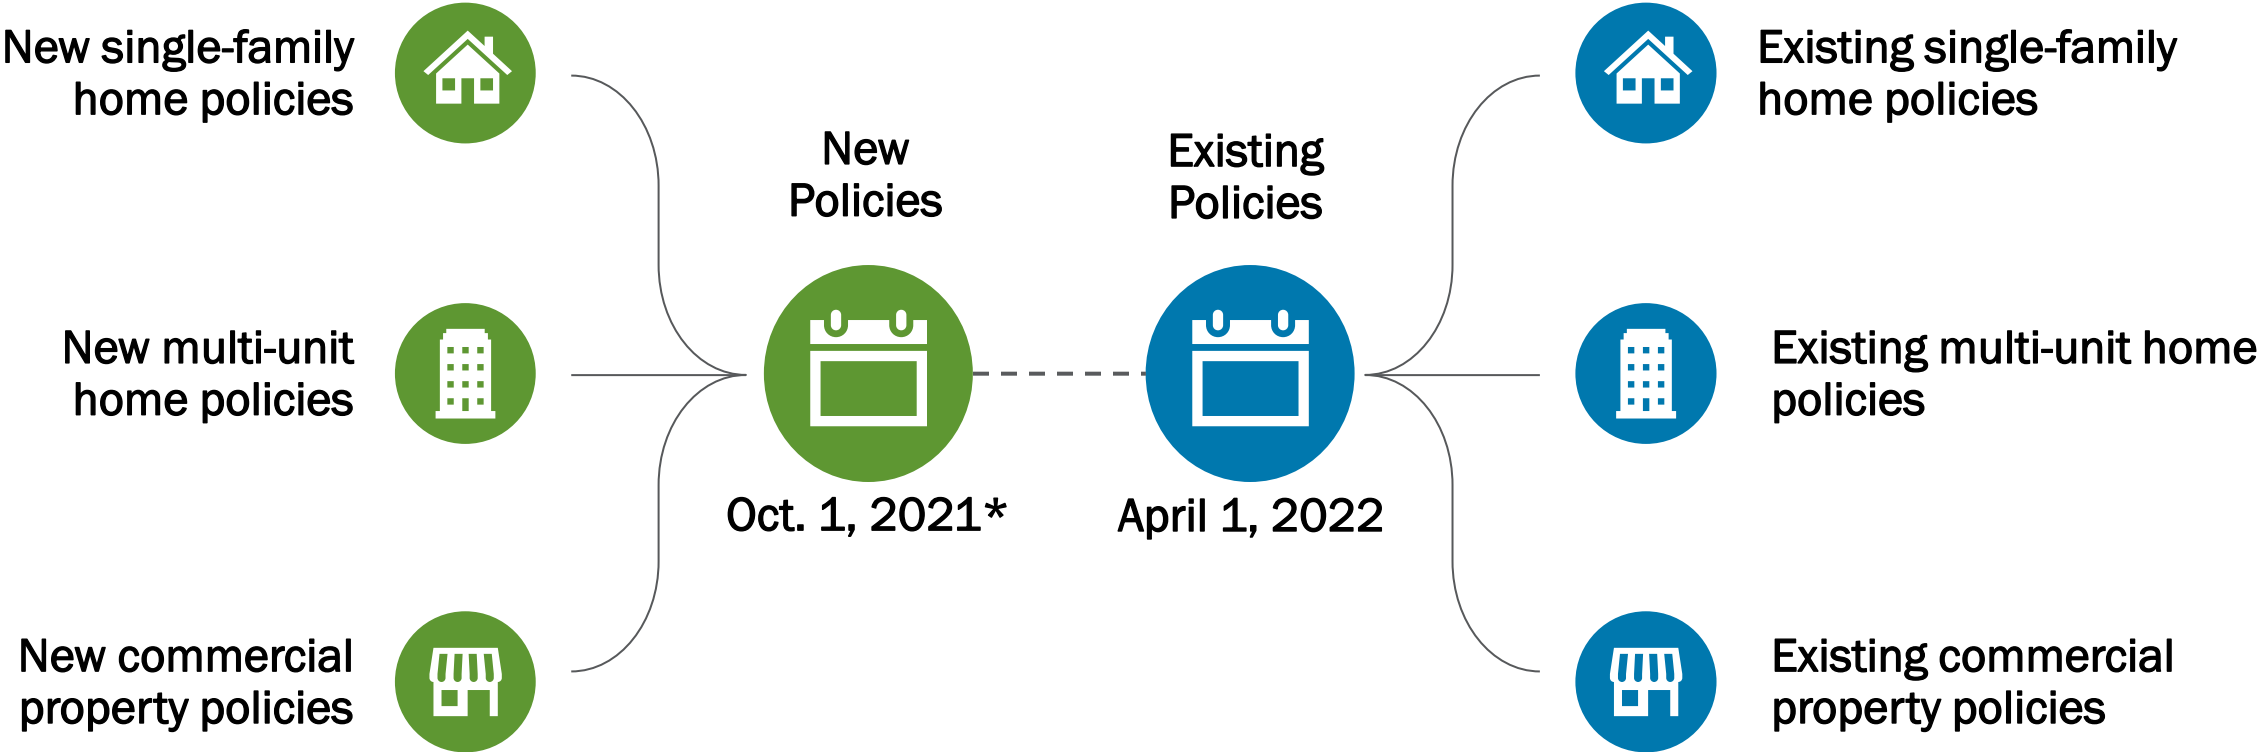 New single-family
home policies
New multi-unit
home policies
New commercial
property policies
New
Policies
Oct. 1, 2021*
Existing
Policies
April 1, 2022
Existing single-family
home policies
Existing multi-unit home
policies
Existing commercial
property policies